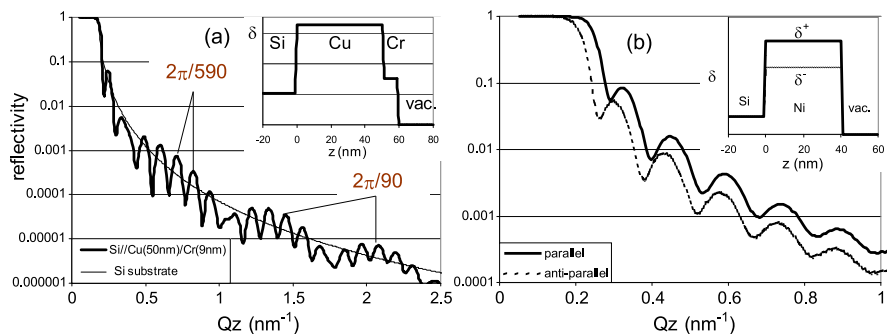 1
0.1
0.01
0.001
0.0001
0.00001
0.000001
reflectivity
(a)
2π/590
2π/90
Si//Cu(50nm)/Cr(9nm)
Si substrate
0
0.5
1
1.5
2
2.5
Qz (nm⁻¹)
δ
Si
Cu
Cr
vac.
-20 0 20 40 60 80
z (nm)
1
0.1
0.01
0.001
0.0001
(b)
parallel
anti-parallel
0 0.2 0.4 0.6 0.8 1
Qz (nm⁻¹)
δ
δ⁺
δ⁻
Si
Ni
vac.
-20 0 20 40 60
z (nm)